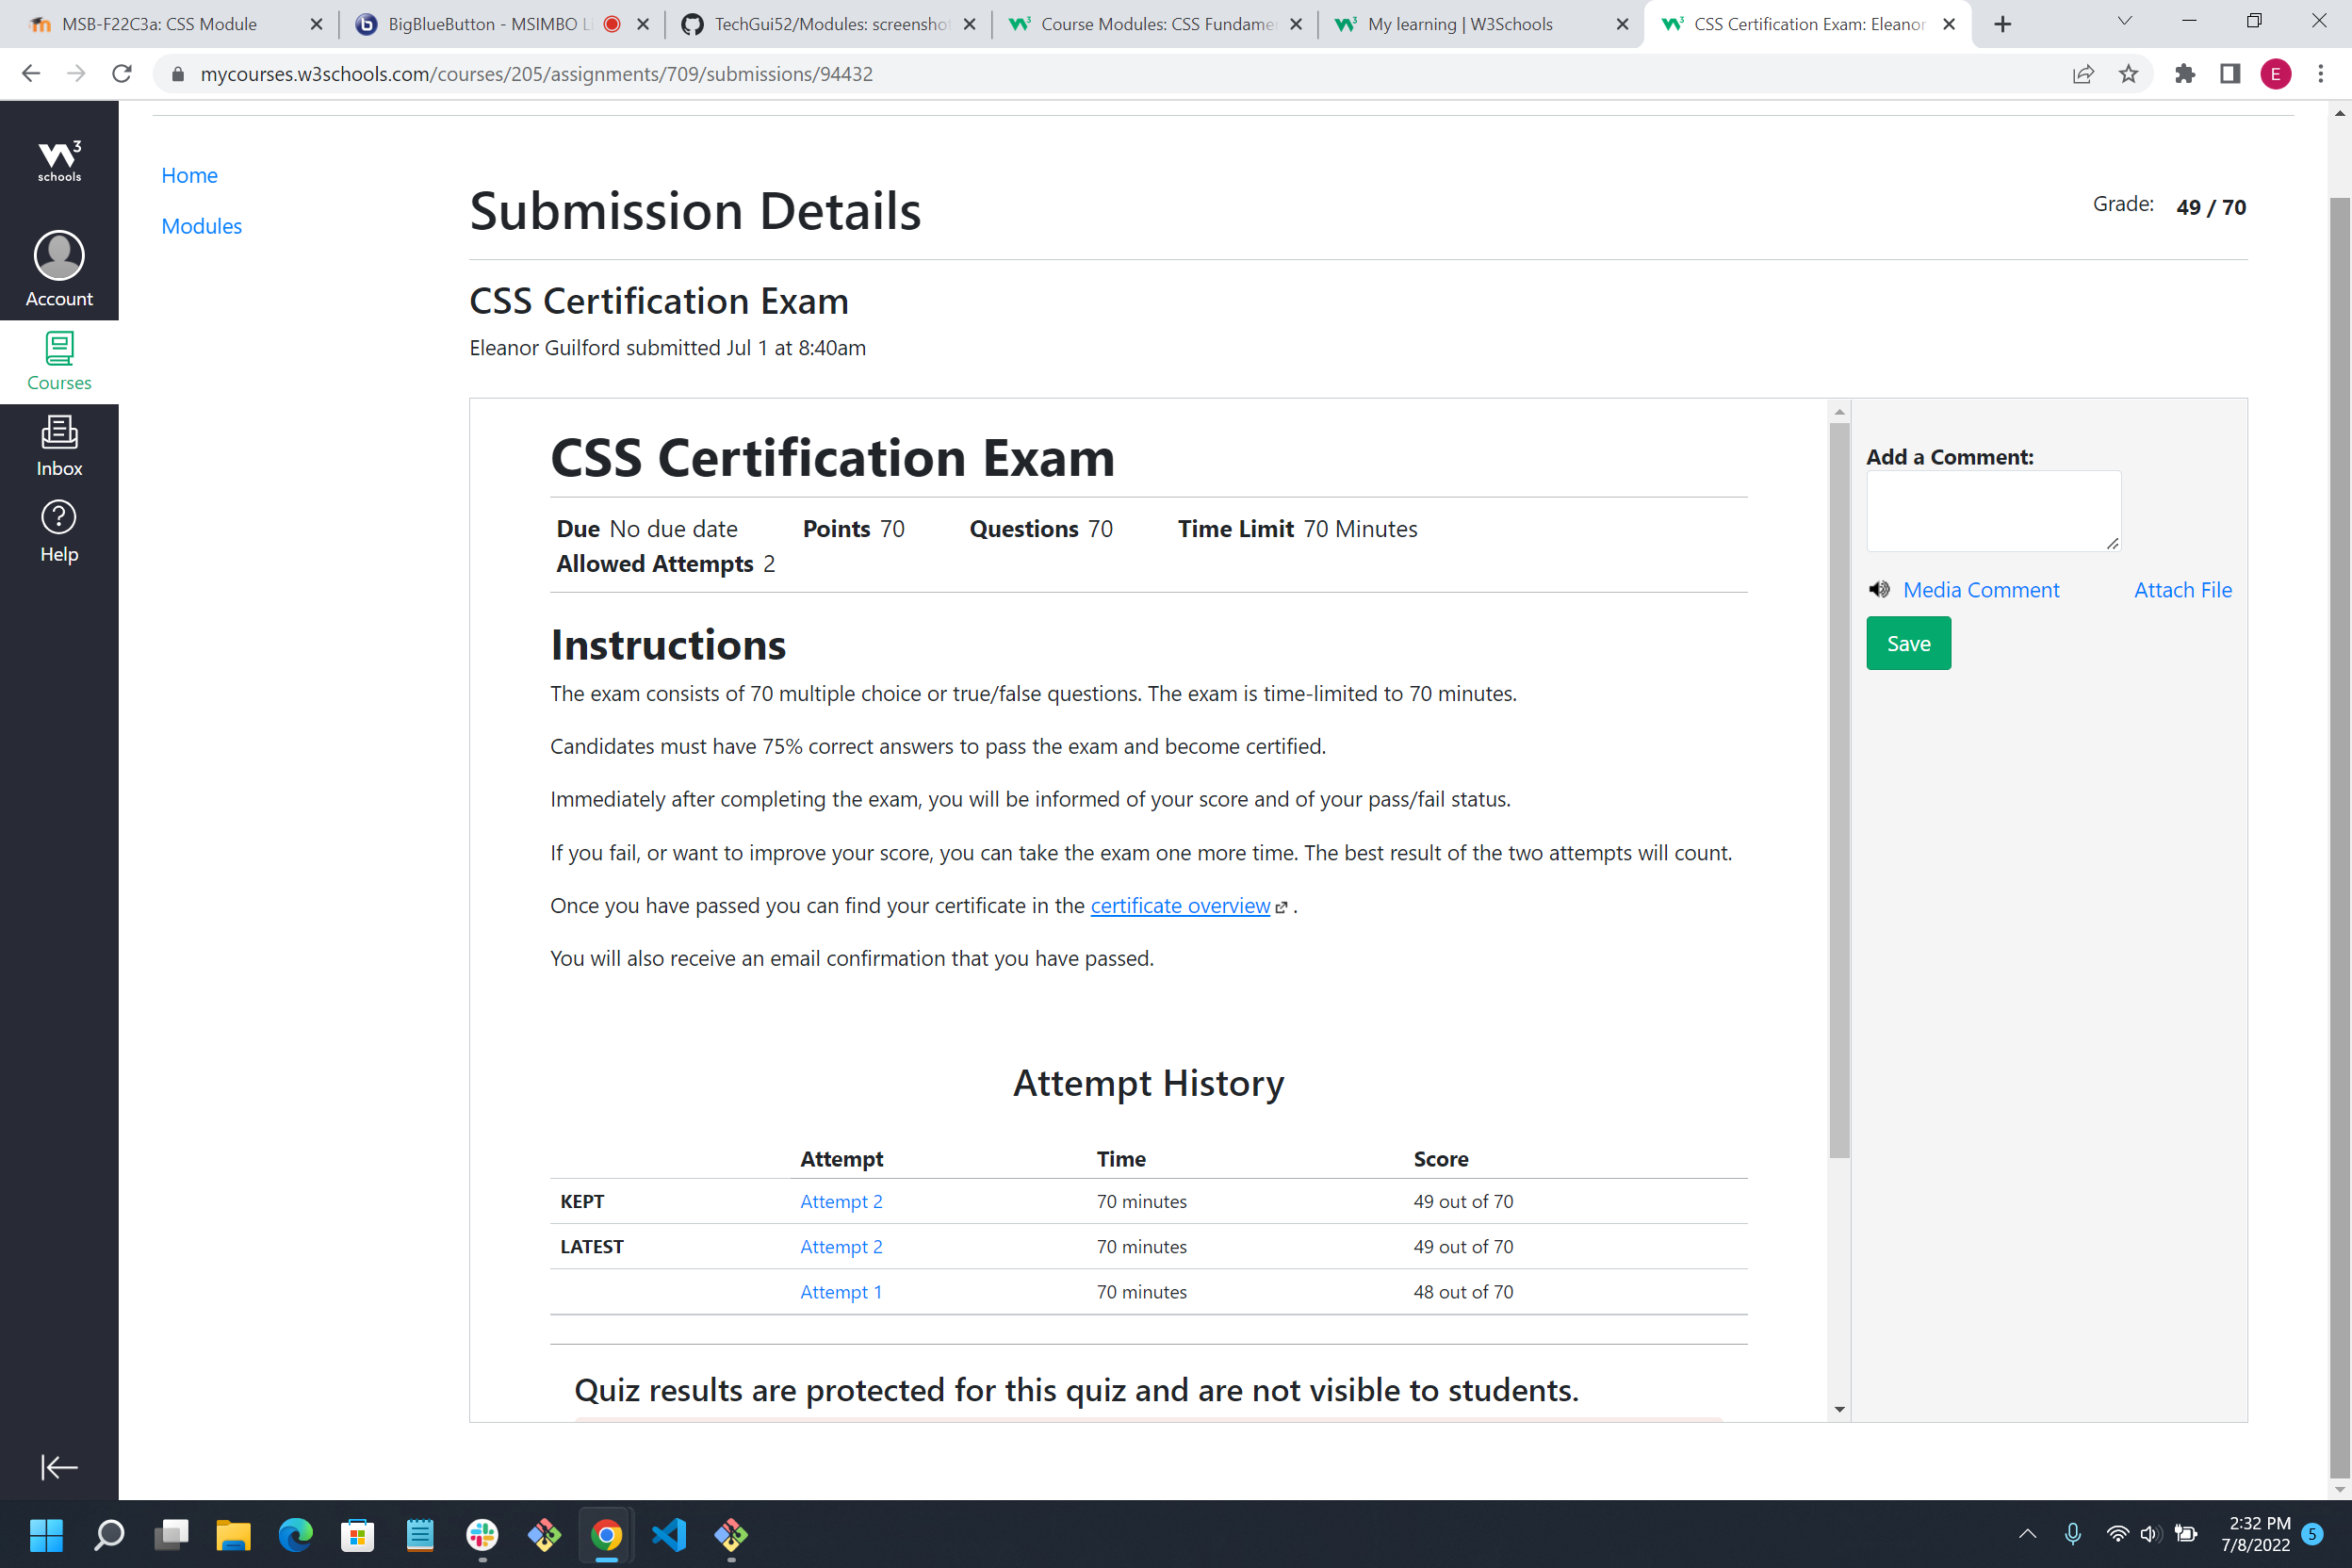 MSB-F22C3a: CSS Module
BigBlueButton - MSIMBO Li
TechGui52/Modules: screenshot
Course Modules: CSS Fundamen
My learning | W3Schools
CSS Certification Exam: Eleanor
mycourses.w3schools.com/courses/205/assignments/709/submissions/94432
E
3
schools
Account
Courses
Inbox
Help
Home
Modules
Submission Details
Grade: 49 / 70
CSS Certification Exam
Eleanor Guilford submitted Jul 1 at 8:40am
CSS Certification Exam
Due No due date Points 70 Questions 70 Time Limit 70 Minutes
Allowed Attempts 2
Instructions
The exam consists of 70 multiple choice or true/false questions. The exam is time-limited to 70 minutes.
Candidates must have 75% correct answers to pass the exam and become certified.
Immediately after completing the exam, you will be informed of your score and of your pass/fail status.
If you fail, or want to improve your score, you can take the exam one more time. The best result of the two attempts will count.
Once you have passed you can find your certificate in the certificate overview .
You will also receive an email confirmation that you have passed.
Attempt History
Attempt Time Score
KEPT Attempt 2 70 minutes 49 out of 70
LATEST Attempt 2 70 minutes 49 out of 70
Attempt 1 70 minutes 48 out of 70
Quiz results are protected for this quiz and are not visible to students.
Add a Comment:
Media Comment Attach File
Save
2:32 PM
7/8/2022
5